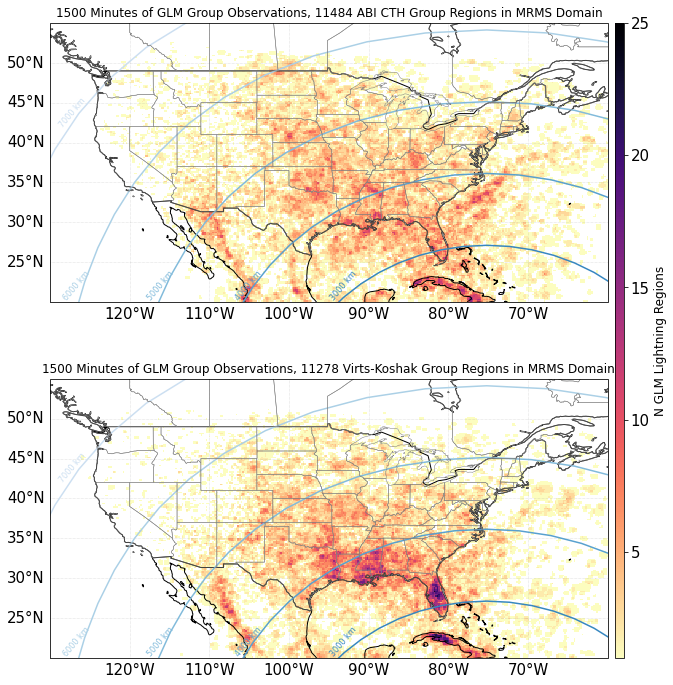 1500 Minutes of GLM Group Observations, 11484 ABI CTH Group Regions in MRMS Domain
50°N
45°N
40°N
35°N
30°N
25°N
7000 km
6000 km
5000 km
3000 km
120°W 110°W 100°W 90°W 80°W 70°W
1500 Minutes of GLM Group Observations, 11278 Virts-Koshak Group Regions in MRMS Domain
50°N
45°N
40°N
35°N
30°N
25°N
7000 km
6000 km
5000 km
3000 km
120°W 110°W 100°W 90°W 80°W 70°W
25
20
15
10
5
N GLM Lightning Regions